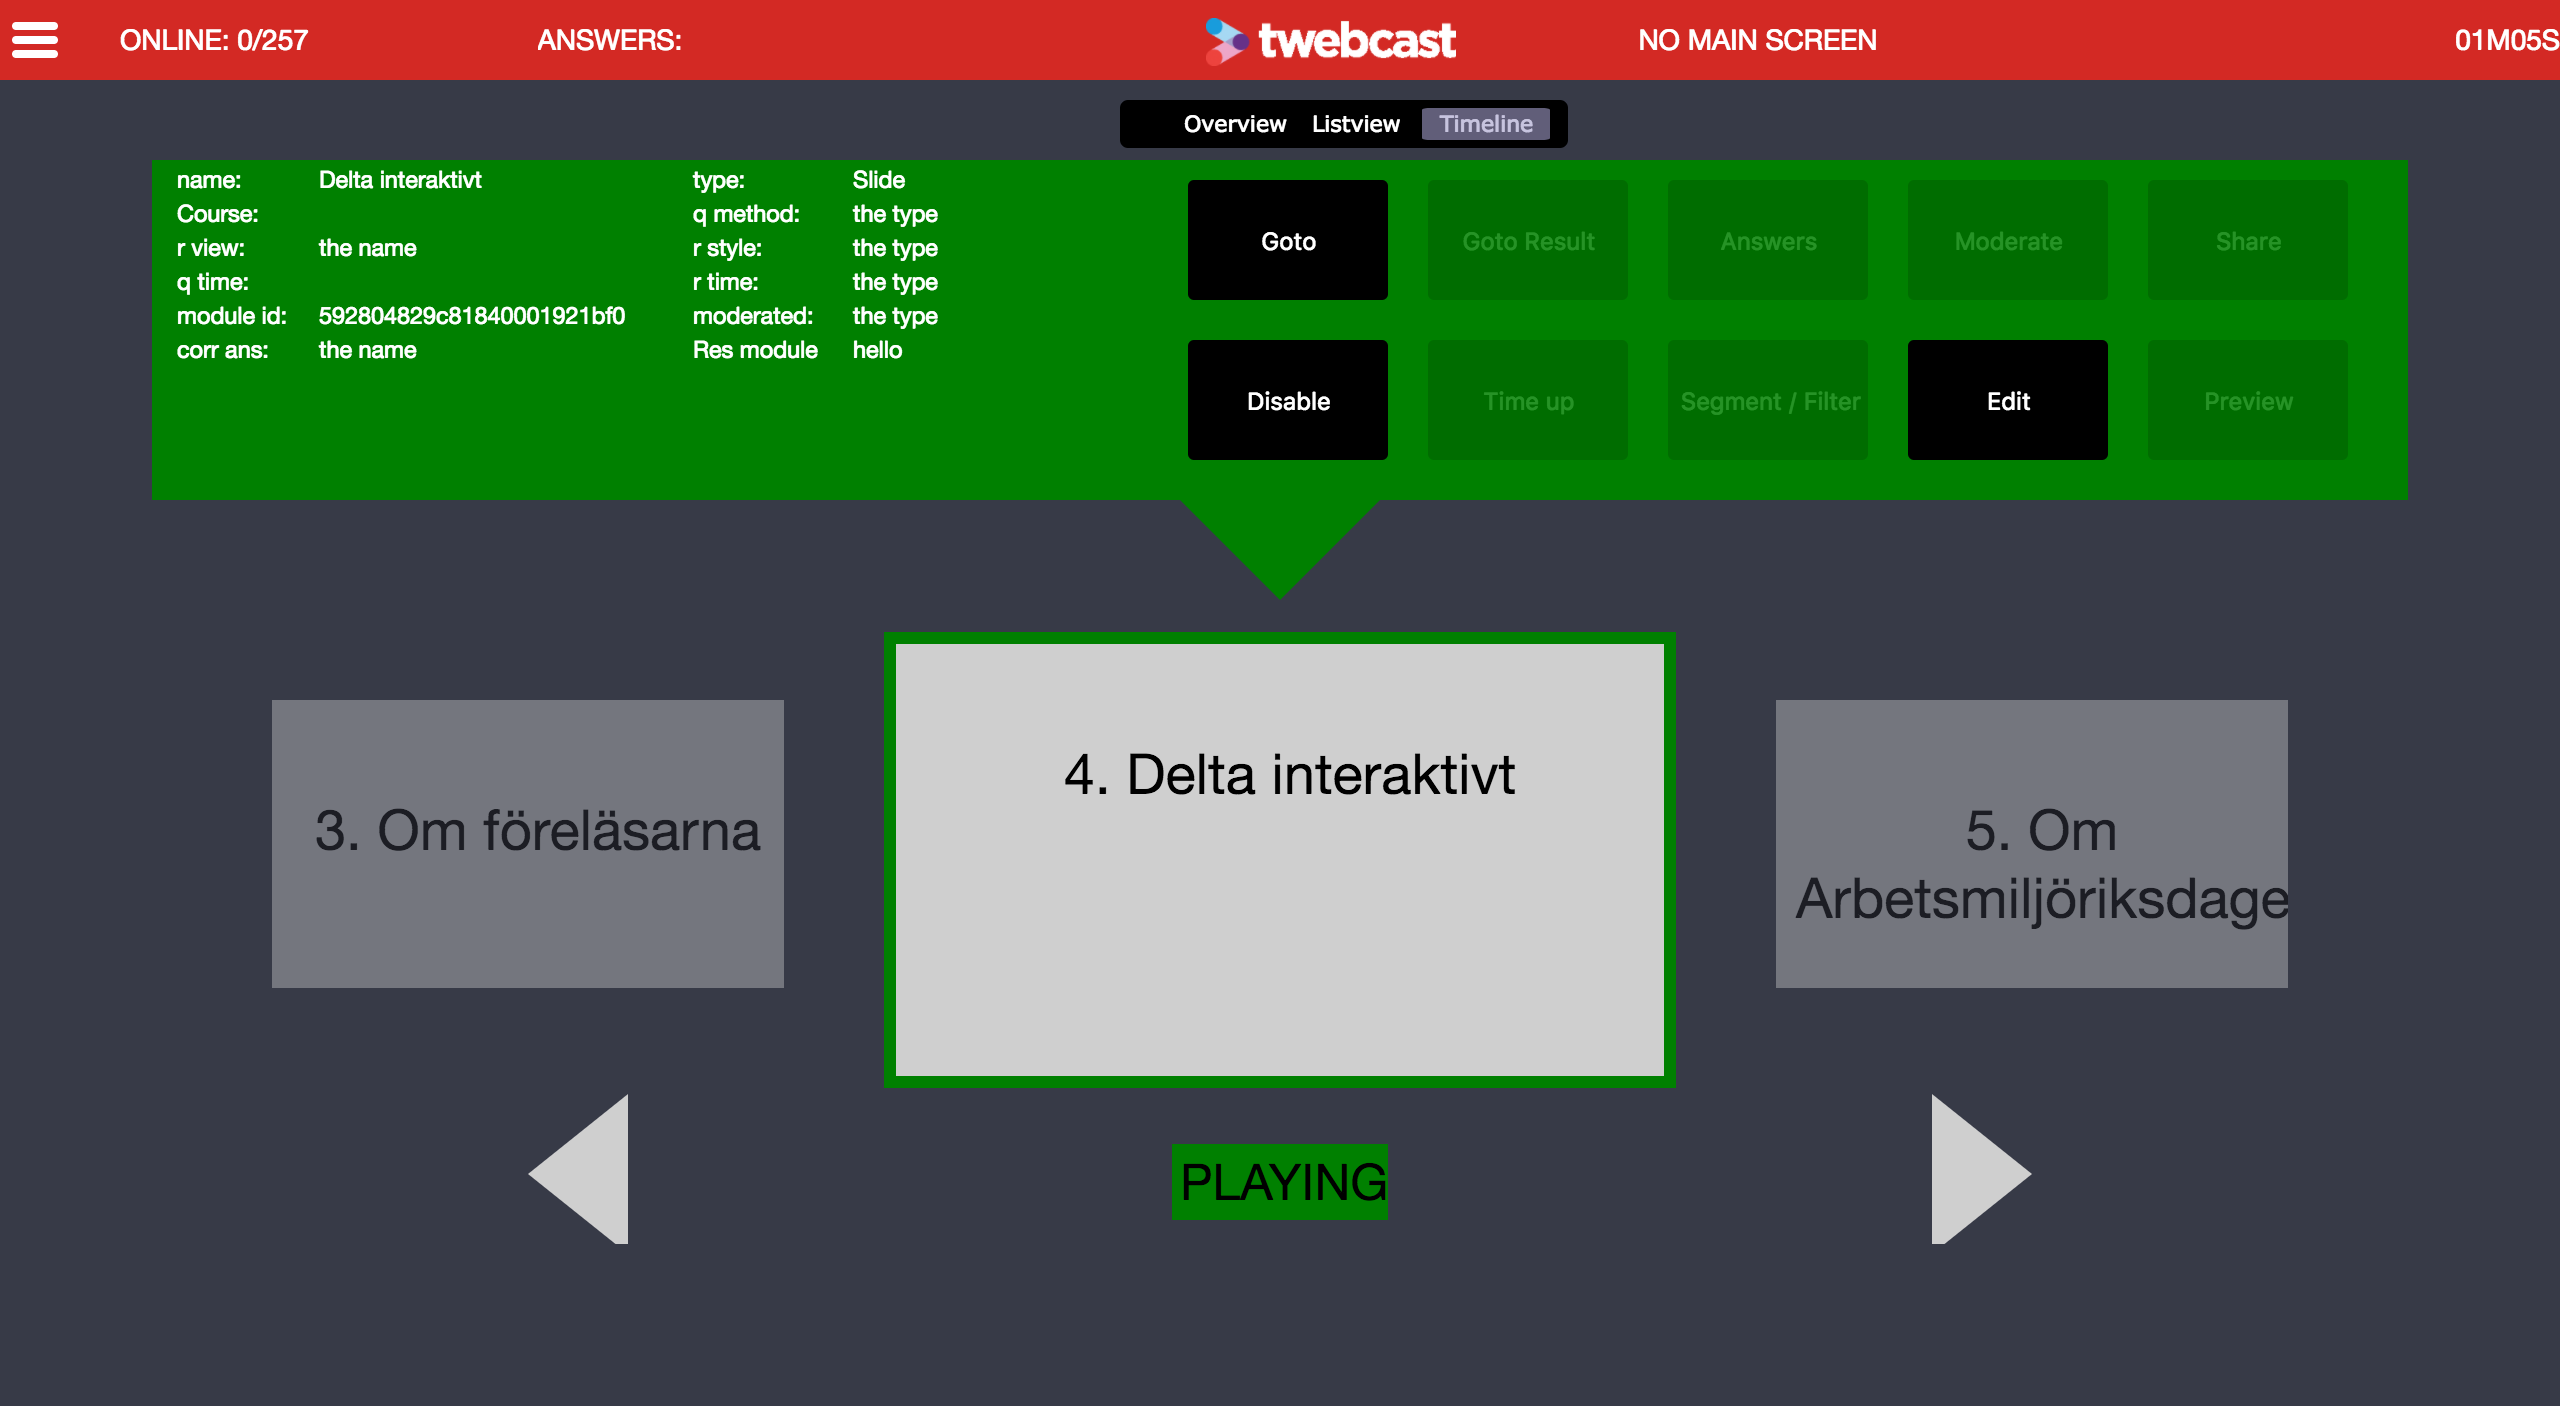 ONLINE: 0/257 ANSWERS: twebcast NO MAIN SCREEN 01M05S
Overview Listview Timeline
name: Delta interaktivt type: Slide
Course: q method: the type
r view: the name r style: the type
q time: r time: the type
module id: 592804829c81840001921bf0 moderated: the type
corr ans: the name Res module hello
Goto Goto Result Answers Moderate Share
Disable Time up Segment / Filter Edit Preview
3. Om föreläsarna
4. Delta interaktivt
5. Om
Arbetsmiljöriksdage
PLAYING